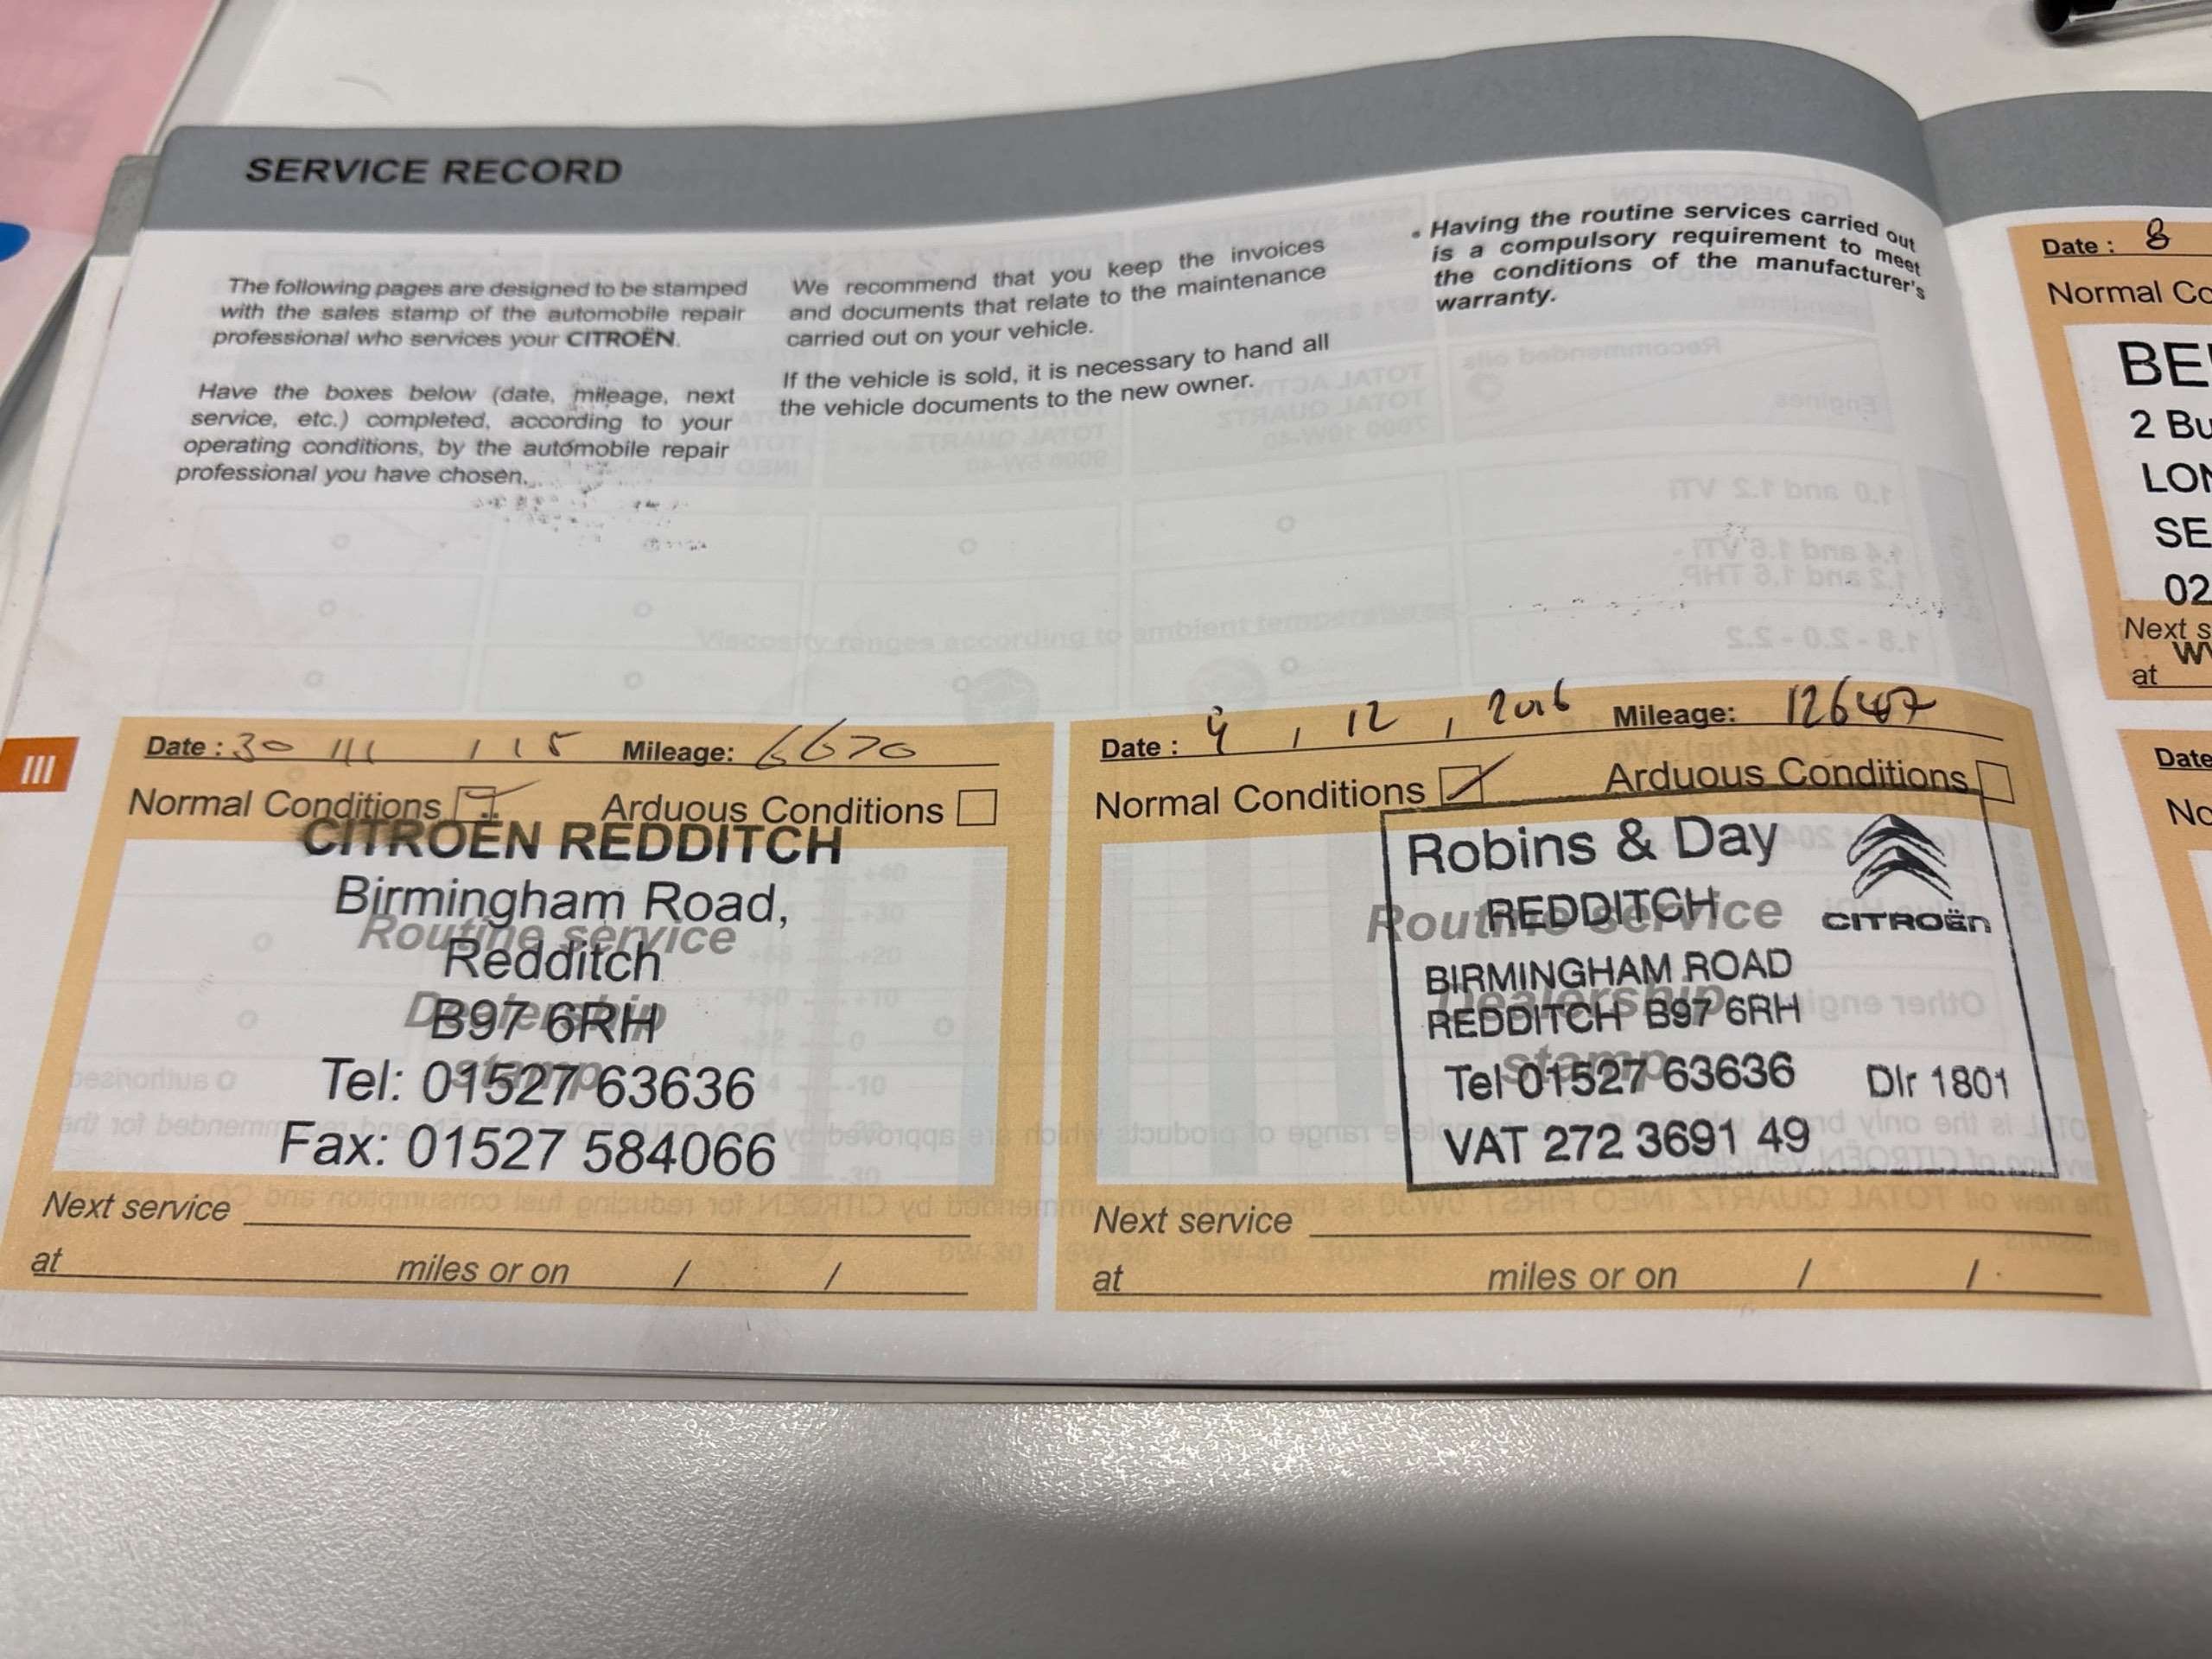 SERVICE RECORD
The following pages are designed to be stamped
with the sales stamp of the automobile repair
professional who services your CITROËN.
Have the boxes below (date, mileage, next
service, etc.) completed, according to your
operating conditions, by the automobile repair
professional you have chosen.
We recommend that you keep the invoices
and documents that relate to the maintenance
carried out on your vehicle.
If the vehicle is sold, it is necessary to hand all
the vehicle documents to the new owner.
• Having the routine services carried out
is a compulsory requirement to meet
the conditions of the manufacturer's
warranty.
III
Date : 30 / 11 / 15 Mileage: 6670
Normal Conditions Arduous Conditions
CITROËN REDDITCH
Birmingham Road,
Routine service
Redditch
Dealership
B97 6RH
stamp
Tel: 01527 63636
Fax: 01527 584066
Next service
at miles or on / /
Date : 4 / 12 / 2016 Mileage: 12647
Normal Conditions Arduous Conditions
Robins & Day
REDDITCH
Routine service
CITROËN
BIRMINGHAM ROAD
Dealership
REDDITCH B97 6RH
stamp
Tel 01527 63636 Dlr 1801
VAT 272 3691 49
Next service
at miles or on / /
Date : 8
Normal Co
BE
2 Bu
LON
SE
02
Next s
at
Date
No